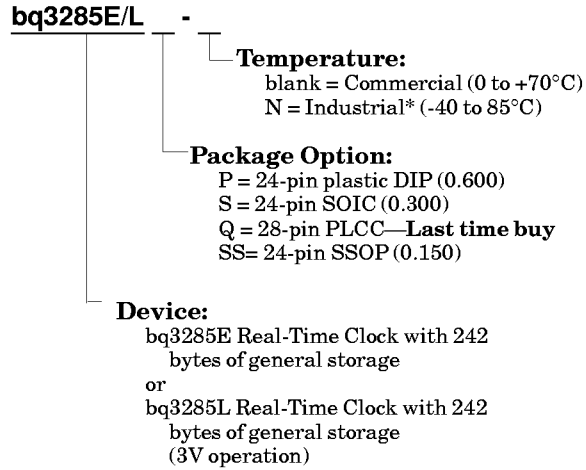 bq3285E/L _ - _
Temperature:
blank = Commercial (0 to +70°C)
N = Industrial* (-40 to 85°C)
Package Option:
P = 24-pin plastic DIP (0.600)
S = 24-pin SOIC (0.300)
Q = 28-pin PLCC—Last time buy
SS= 24-pin SSOP (0.150)
Device:
bq3285E Real-Time Clock with 242
bytes of general storage
or
bq3285L Real-Time Clock with 242
bytes of general storage
(3V operation)